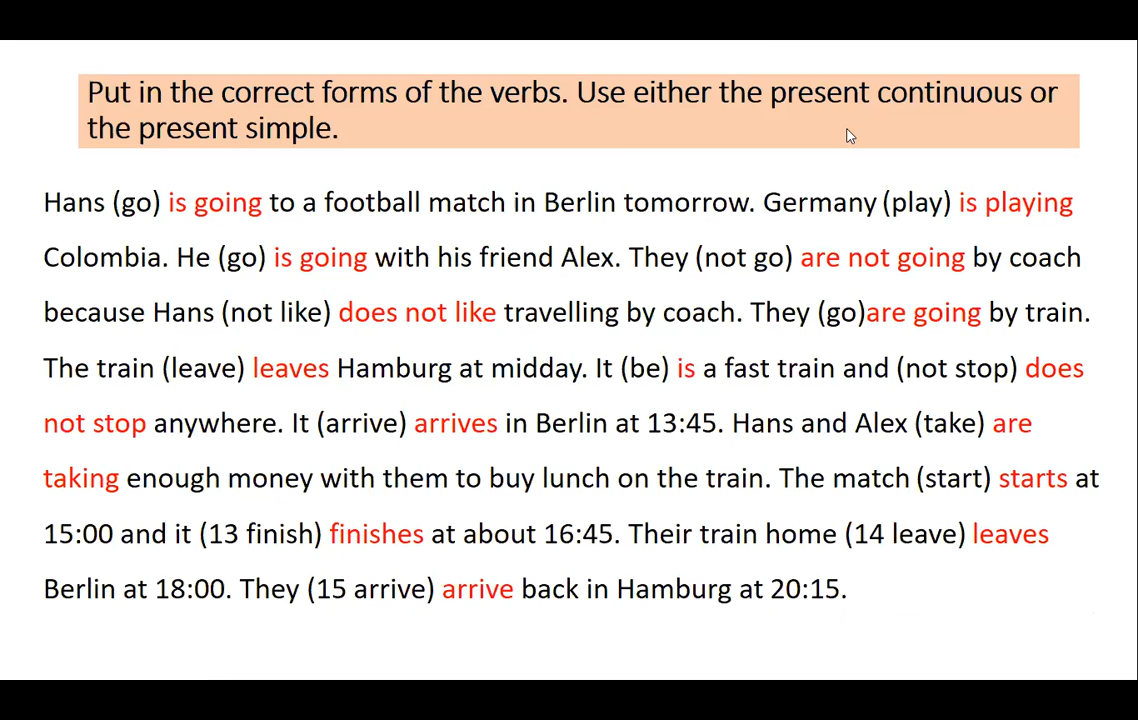 Put in the correct forms of the verbs. Use either the present continuous or
the present simple.
Hans (go) is going to a football match in Berlin tomorrow. Germany (play) is playing
Colombia. He (go) is going with his friend Alex. They (not go) are not going by coach
because Hans (not like) does not like travelling by coach. They (go)are going by train.
The train (leave) leaves Hamburg at midday. It (be) is a fast train and (not stop) does
not stop anywhere. It (arrive) arrives in Berlin at 13:45. Hans and Alex (take) are
taking enough money with them to buy lunch on the train. The match (start) starts at
15:00 and it (13 finish) finishes at about 16:45. Their train home (14 leave) leaves
Berlin at 18:00. They (15 arrive) arrive back in Hamburg at 20:15.